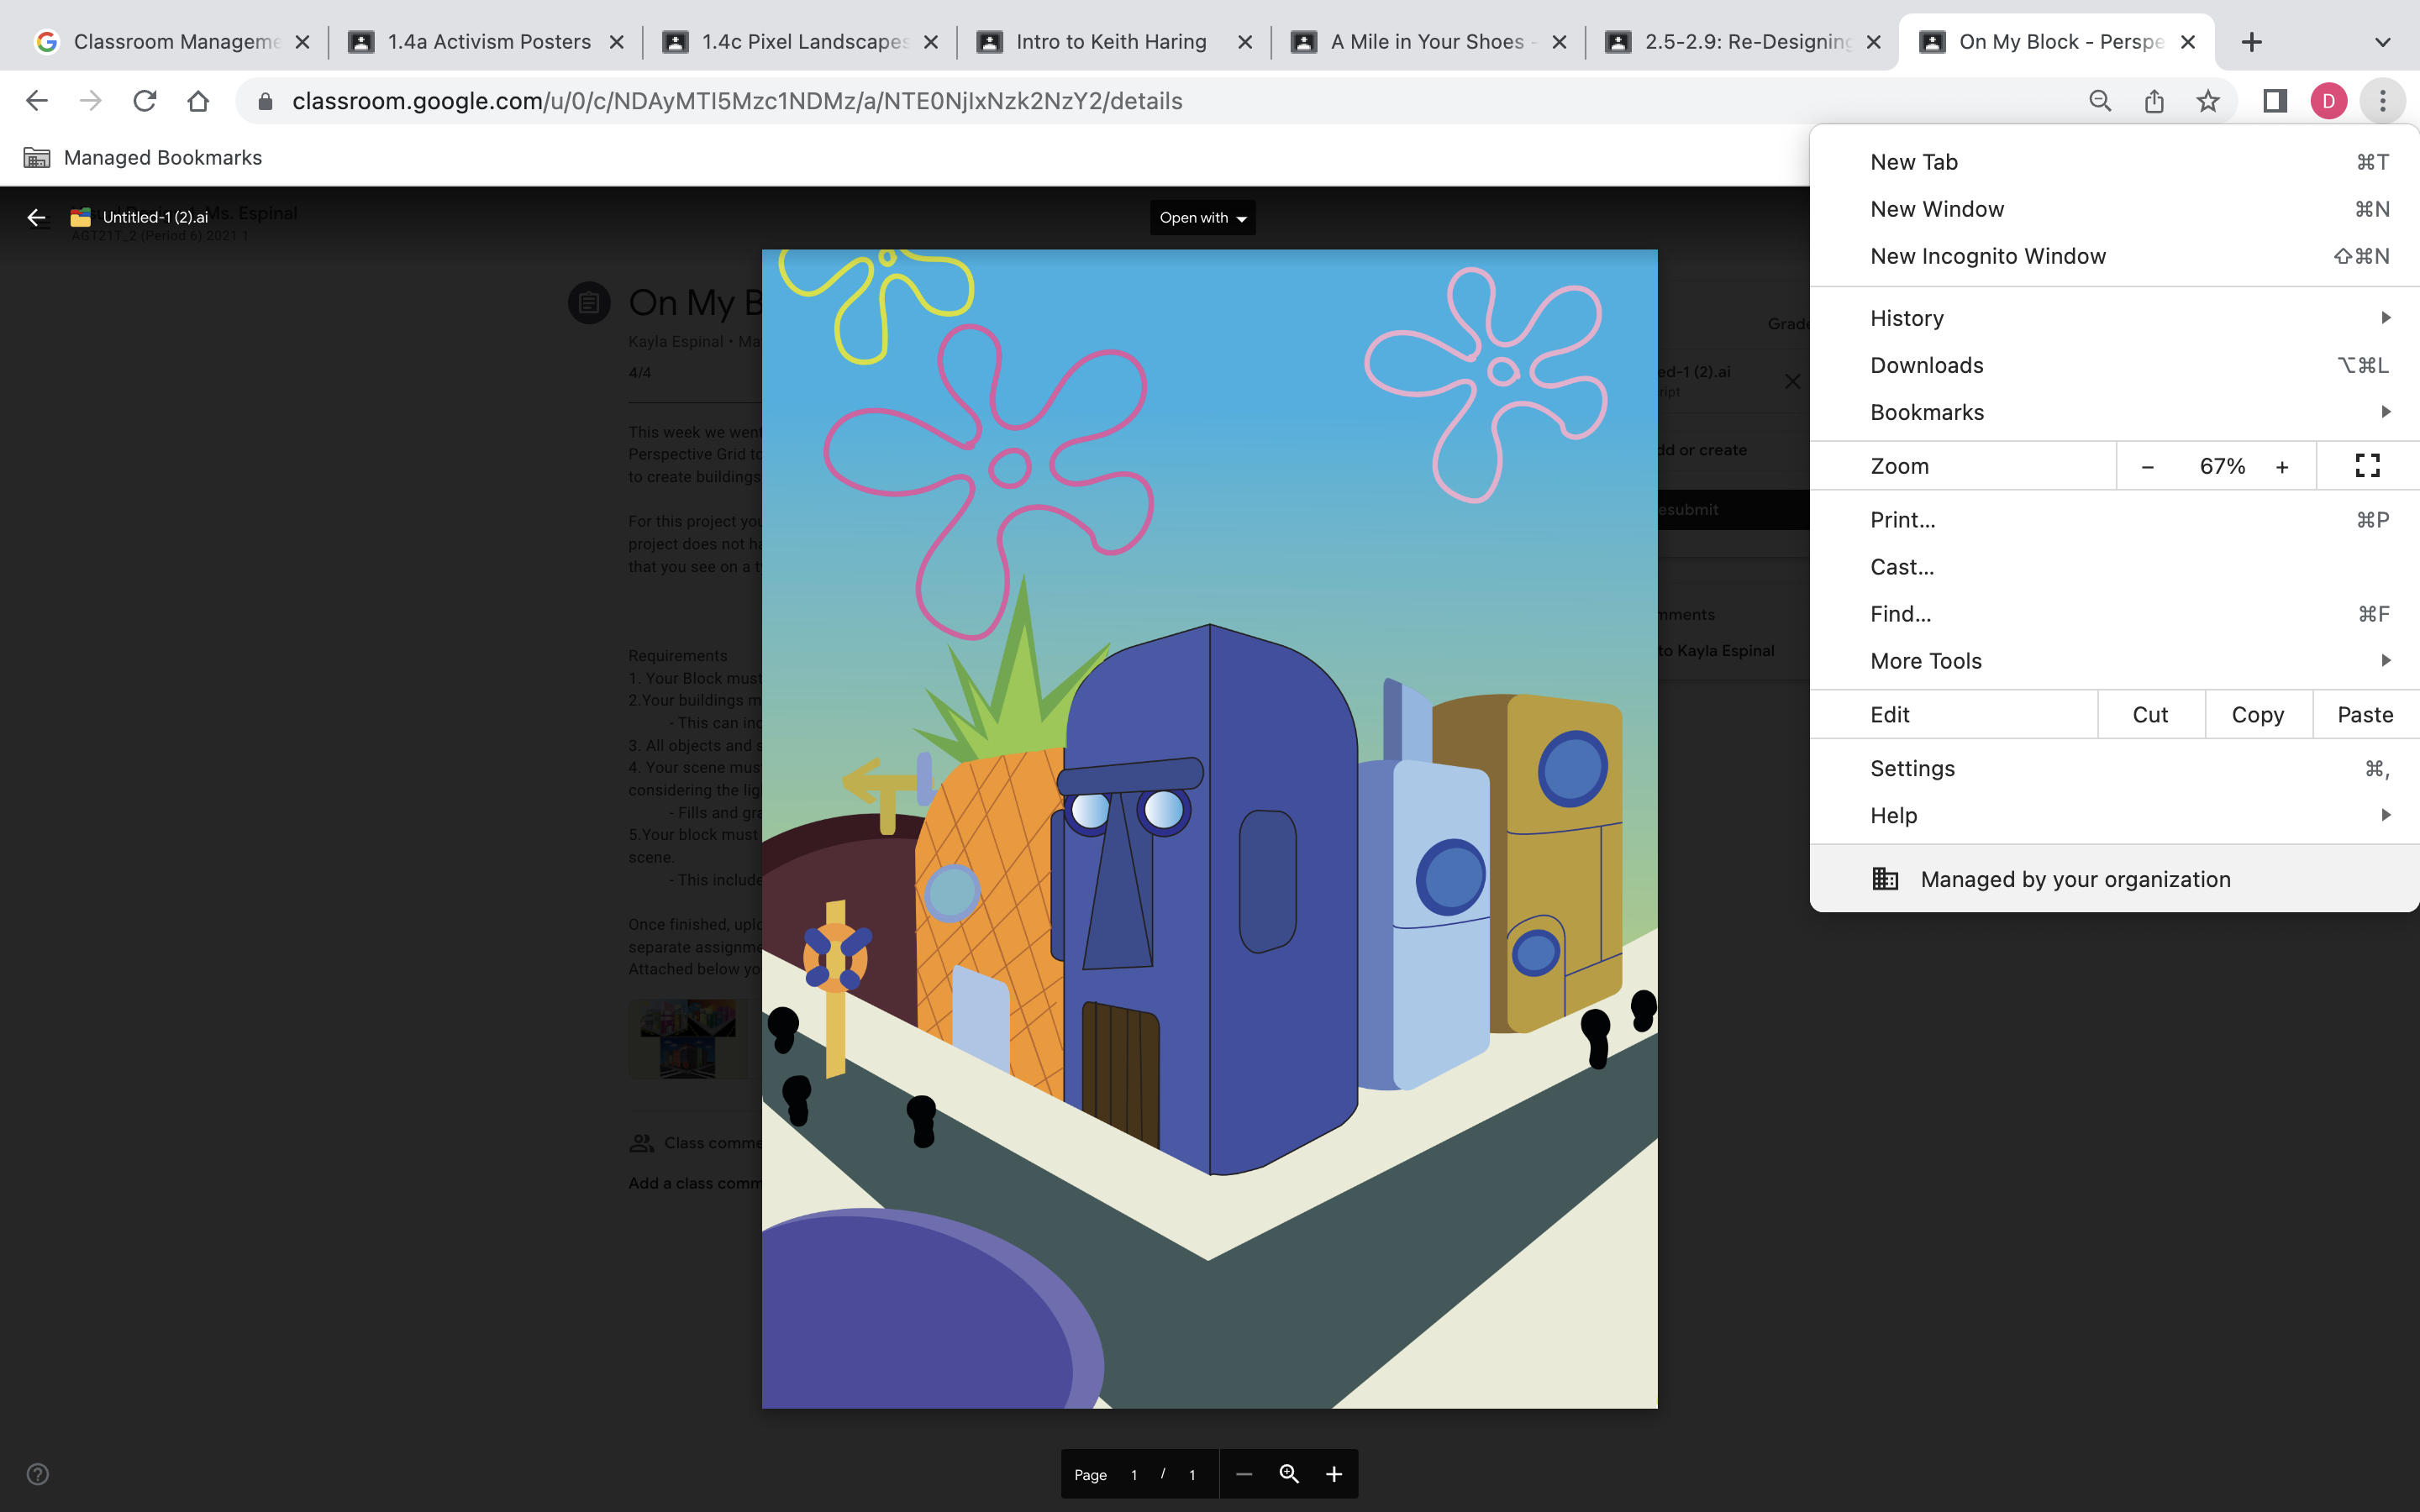 Classroom Manageme
1.4a Activism Posters
1.4c Pixel Landscapes
Intro to Keith Haring
A Mile in Your Shoes -
2.5-2.9: Re-Designing
On My Block - Perspe
classroom.google.com/u/0/c/NDAyMTI5Mzc1NDMz/a/NTE0NjIxNzk2NzY2/details
D
Managed Bookmarks
Ms. Espinal
Untitled-1 (2).ai
AGT21T_2 (Period 6) 2021 1
Open with
On My B
Kayla Espinal • Ma
4/4
This week we went
Perspective Grid to
to create buildings
For this project you
project does not ha
that you see on a t
Requirements
1. Your Block must
2.Your buildings m
- This can inc
3. All objects and s
4. Your scene mus
considering the lig
- Fills and gra
5.Your block must
scene.
- This include
Once finished, uplo
separate assignme
Attached below yo
Class comme
Add a class comm
Grade
ed-1 (2).ai
ript
dd or create
esubmit
mments
to Kayla Espinal
New Tab ⌘T
New Window ⌘N
New Incognito Window ⇧⌘N
History
Downloads ⌥⌘L
Bookmarks
Zoom − 67% +
Print... ⌘P
Cast...
Find... ⌘F
More Tools
Edit Cut Copy Paste
Settings ⌘,
Help
Managed by your organization
Page 1 / 1